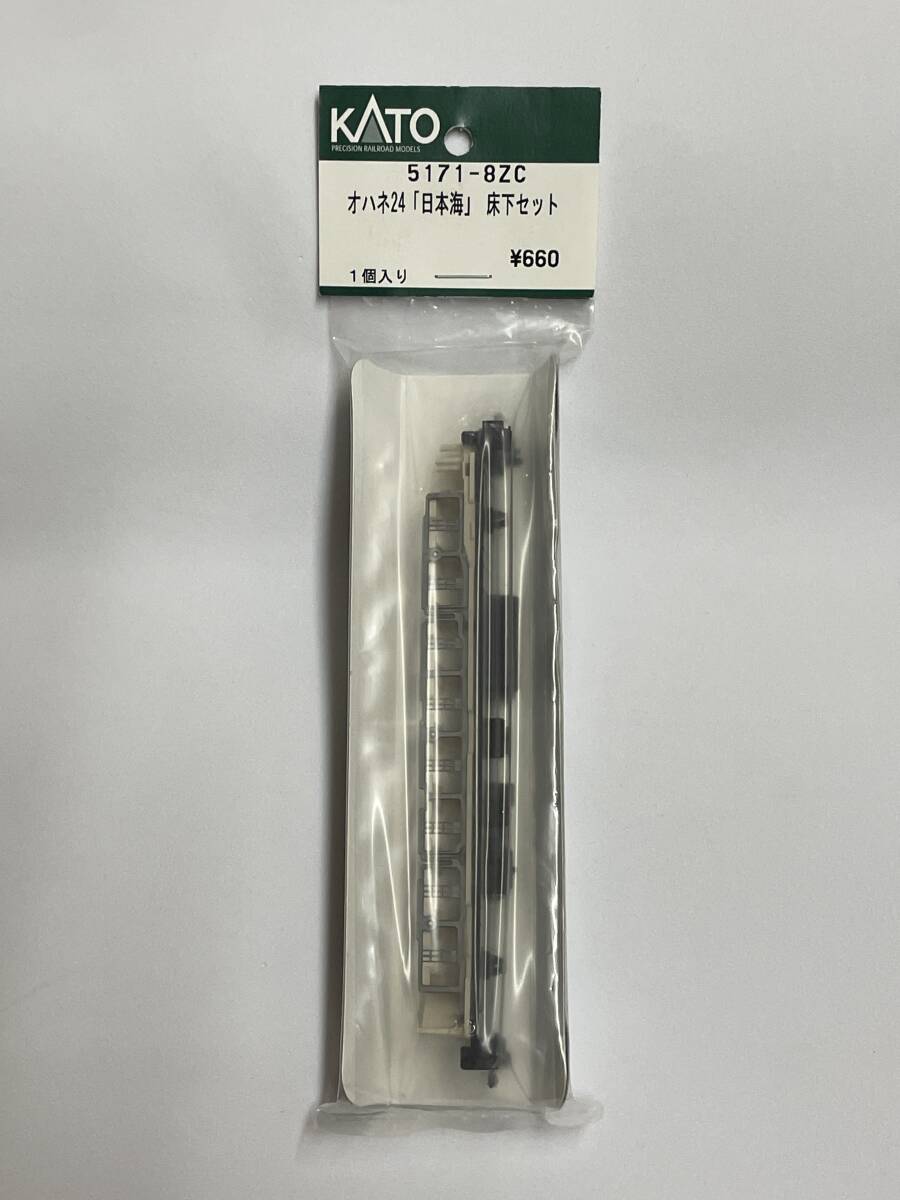 KATO
PRECISION RAILROAD MODELS
5171-8ZC
オハネ24「日本海」 床下セット
¥660
1個入り